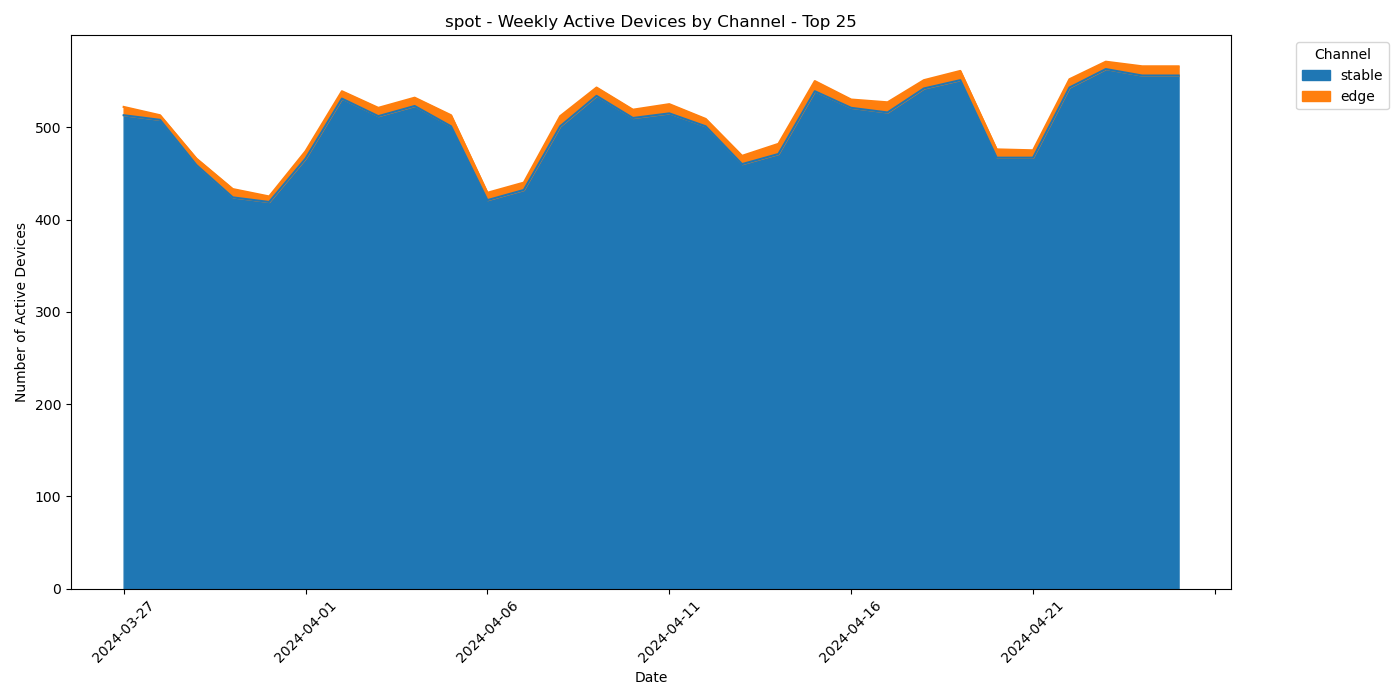 spot - Weekly Active Devices by Channel - Top 25
Channel
stable
edge
Number of Active Devices
500
400
300
200
100
0
2024-03-27
2024-04-01
2024-04-06
2024-04-11
2024-04-16
2024-04-21
Date